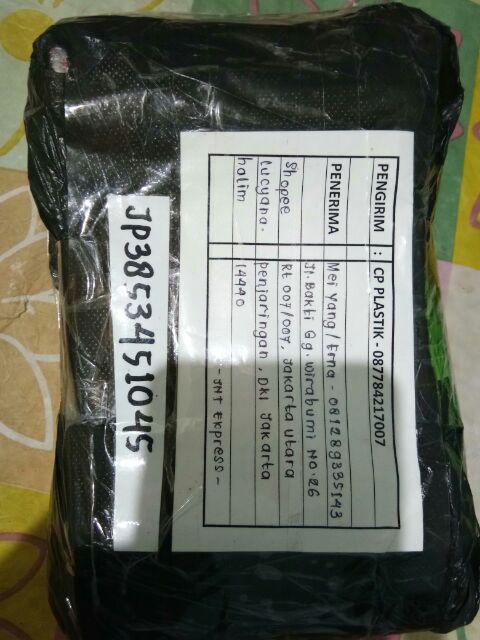 PENGIRIM : CP PLASTIK - 087784217007
PENERIMA Mei Yang/Erna - 081289335143
Jl. Bakti Gg. Wirabumi No. 26
Shopee Rt 007/007, Jakarta utara
Lucyana. penjaringan, DKI Jakarta
halim 14440
- JNT Express -
JP3853451045